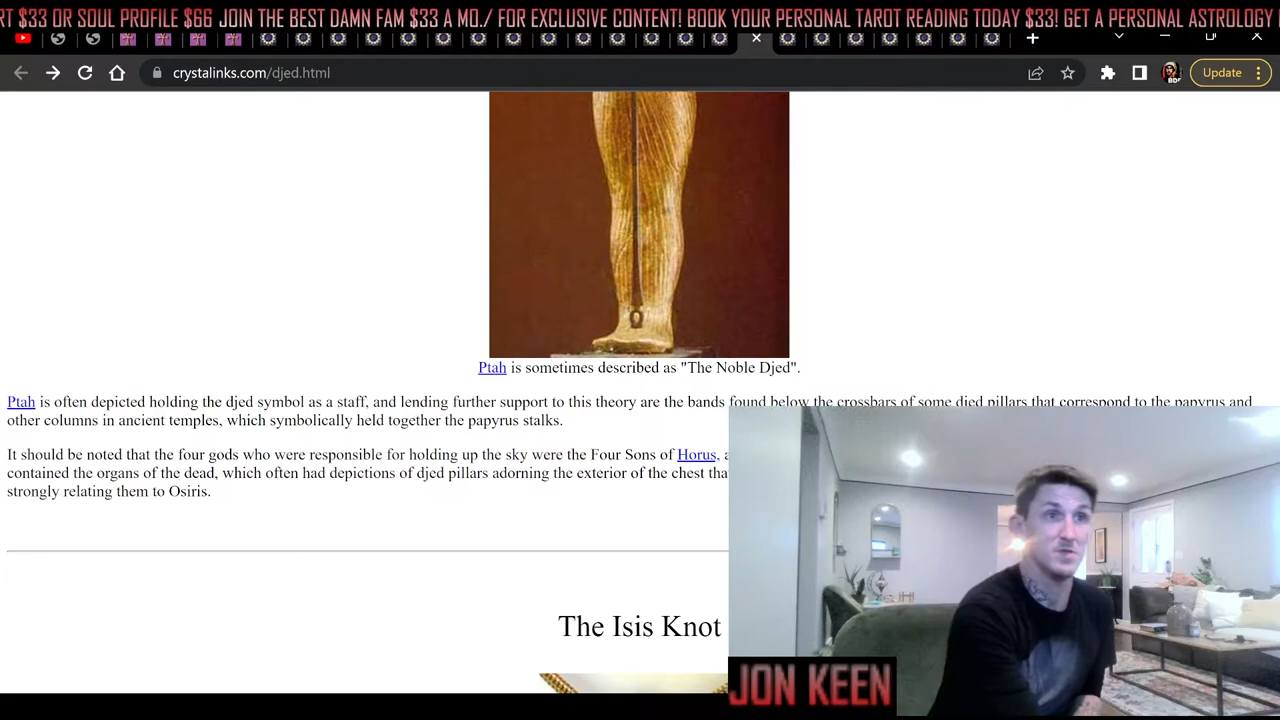 RT $33 OR SOUL PROFILE $66 JOIN THE BEST DAMN FAM $33 A MO./ FOR EXCLUSIVE CONTENT! BOOK YOUR PERSONAL TAROT READING TODAY $33! GET A PERSONAL ASTROLOGY
crystalinks.com/djed.html
Update
Ptah is sometimes described as "The Noble Djed".
Ptah is often depicted holding the djed symbol as a staff, and lending further support to this theory are the bands found below the crossbars of some djed pillars that correspond to the papyrus and
other columns in ancient temples, which symbolically held together the papyrus stalks.
It should be noted that the four gods who were responsible for holding up the sky were the Four Sons of Horus,
contained the organs of the dead, which often had depictions of djed pillars adorning the exterior of the chest
strongly relating them to Osiris.
The Isis Knot
JON KEEN